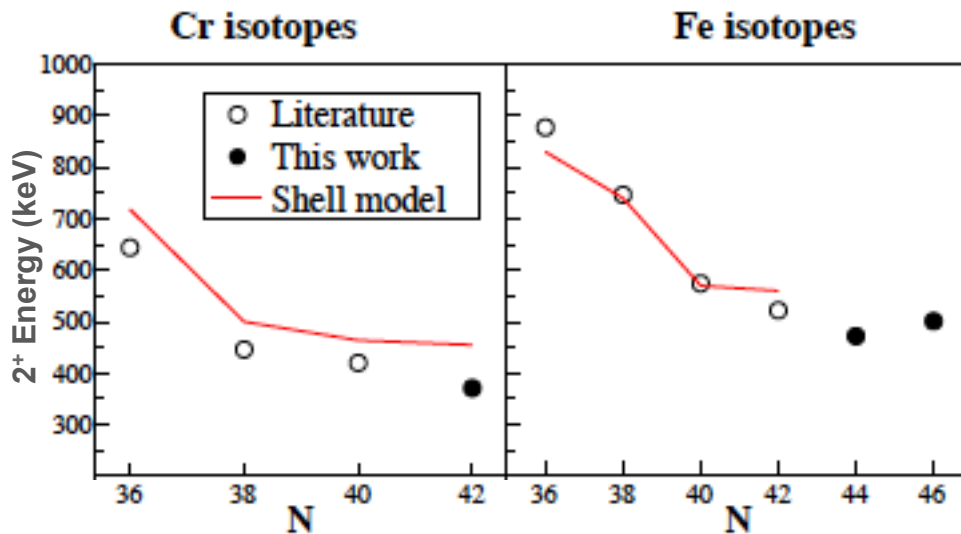 Cr isotopes
Fe isotopes
2+ Energy (keV)
1000
900
800
700
600
500
400
300
Literature
This work
Shell model
36 38 40 42
N
36 38 40 42 44 46
N